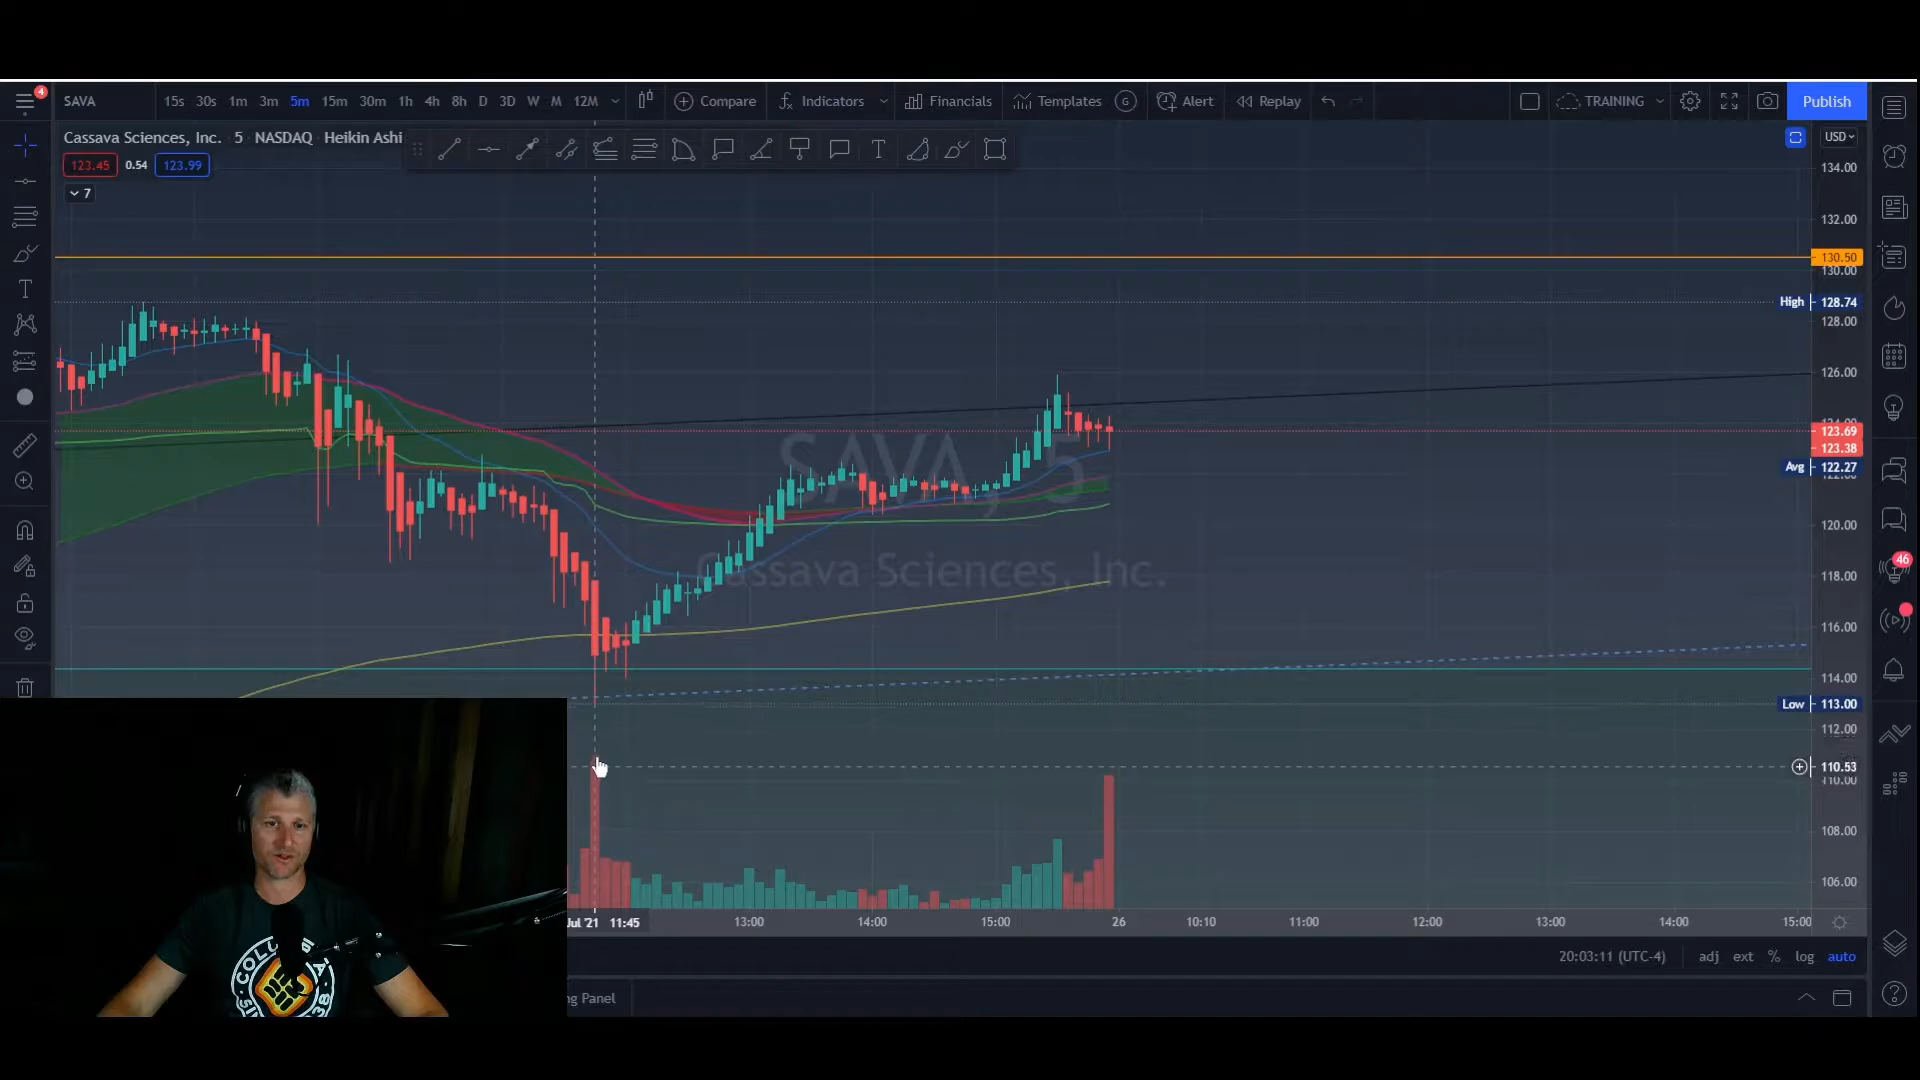 4
SAVA 15s 30s 1m 3m 5m 15m 30m 1h 4h 8h D 3D W M 12M Compare Indicators Financials Templates G Alert Replay TRAINING Publish
Cassava Sciences, Inc. 5 NASDAQ Heikin Ashi
T
USD
123.45 0.54 123.99
7
134.00
132.00
130.50
130.00
High 128.74
128.00
126.00
123.69
123.38
Avg 122.27
SAVA, 5
120.00
118.00
Cassava Sciences, Inc.
116.00
114.00
Low 113.00
112.00
110.53
110.00
108.00
106.00
46
T
Jul '21 11:45 13:00 14:00 15:00 26 10:10 11:00 12:00 13:00 14:00 15:00
20:03:11 (UTC-4) adj ext % log auto
ng Panel